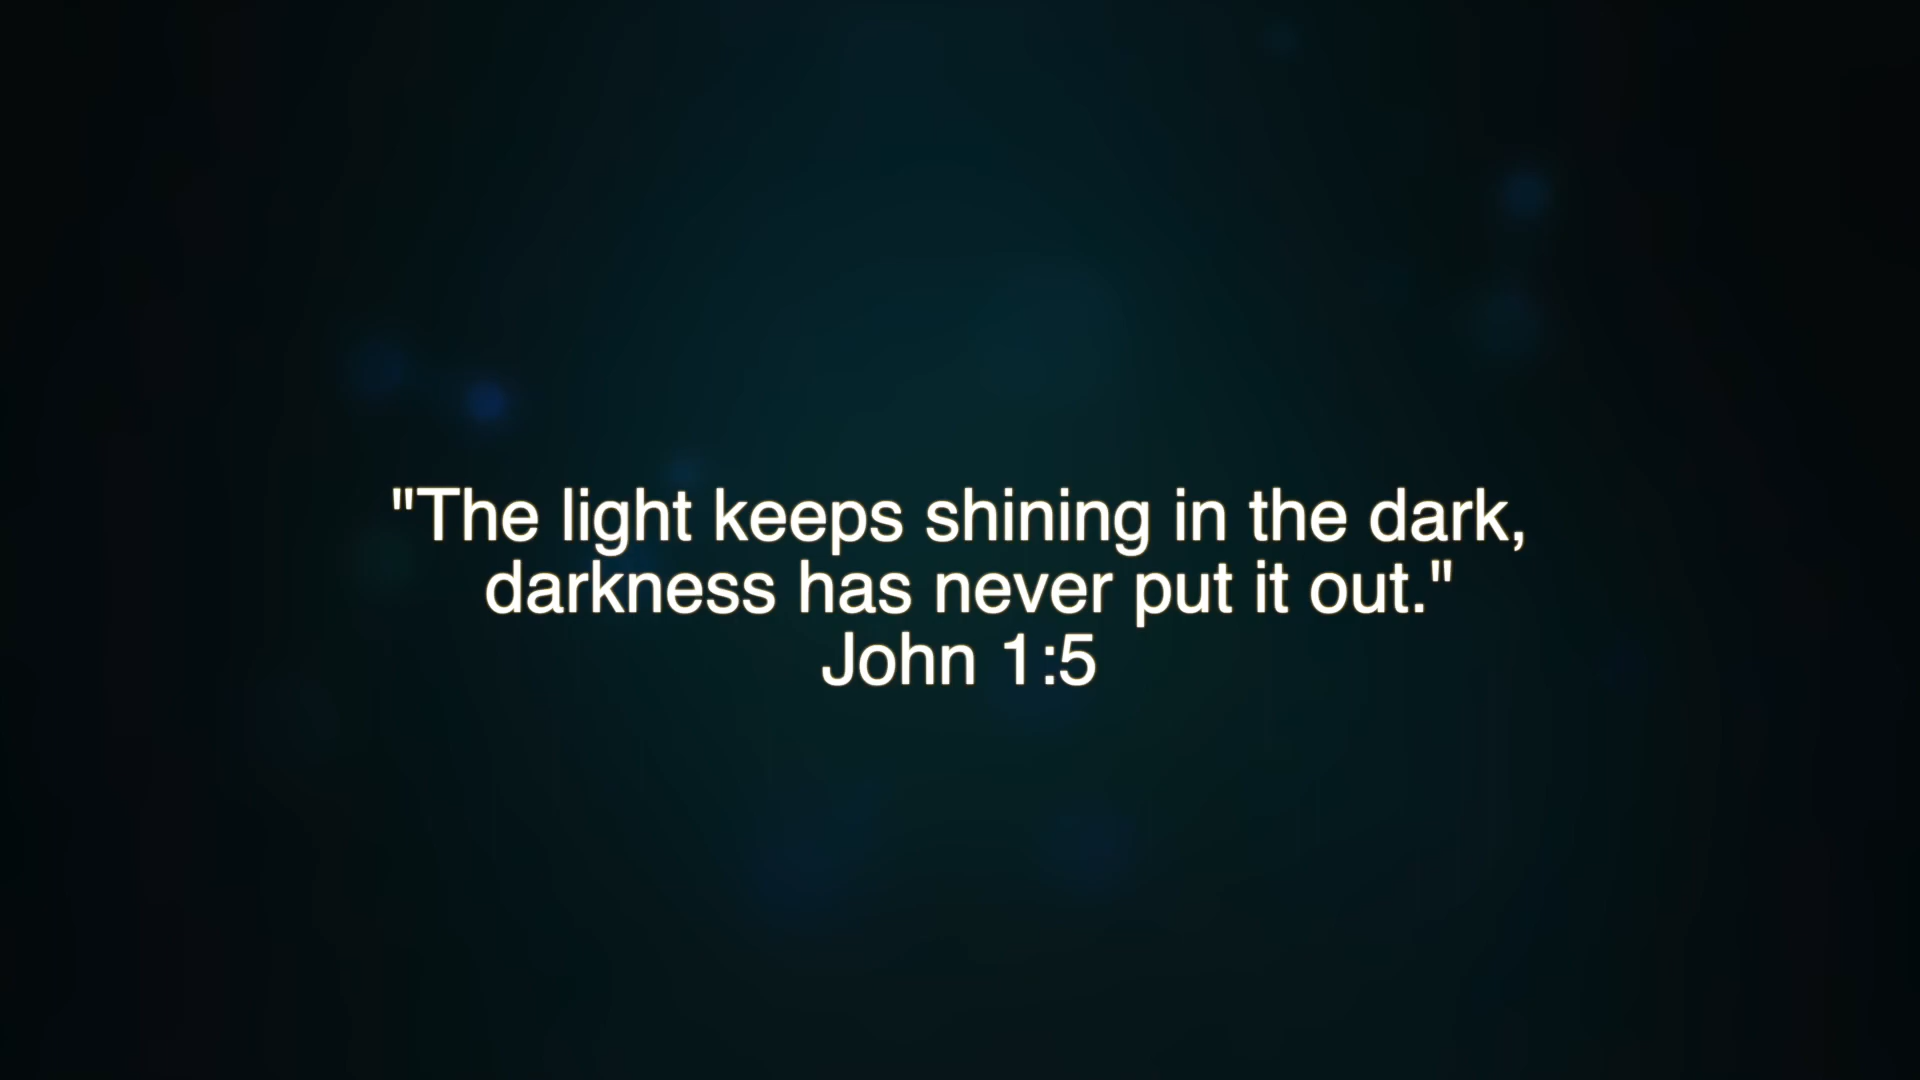 "The light keeps shining in the dark,
darkness has never put it out."
John 1:5